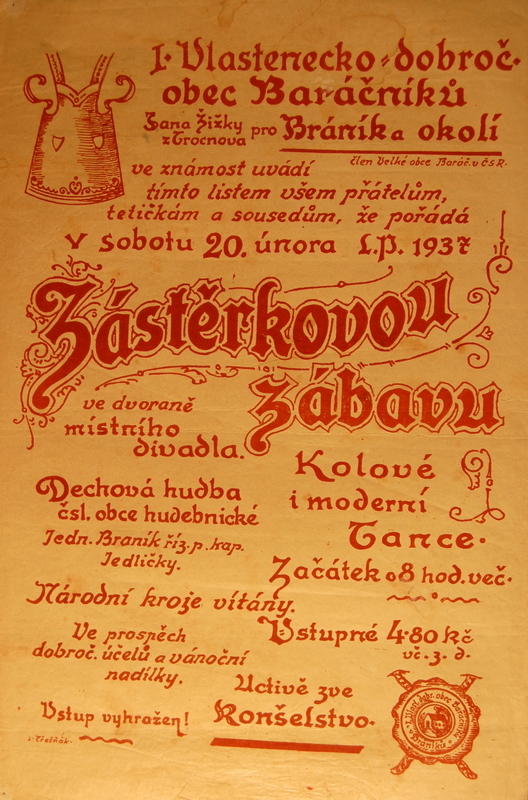 I. Vlastenecko-dobroč.
obec Baráčníků
Jana Žižky
z Trocnova
pro Bráník a okolí
člen Velké obce Baráč. v ČSR.
ve známost uvádí
tímto listem všem přátelům,
tetičkám a sousedům, že pořádá
v sobotu 20. února L.P. 1937
Zástěrkovou
zábavu
ve dvoraně
místního
divadla.
Kolové
i moderní
Tance.
Dechová hudba
čsl. obce hudebnické
Jedn. Braník říz. p. kap.
Jedličky.
Začátek o 8 hod. več.
Národní kroje vítány.
Vstupné 4·80 kč
vč. z. d.
Ve prospěch
dobroč. účelů a vánoční
nadílky.
Uctivě zve
Konšelstvo.
Vstup vyhražen!